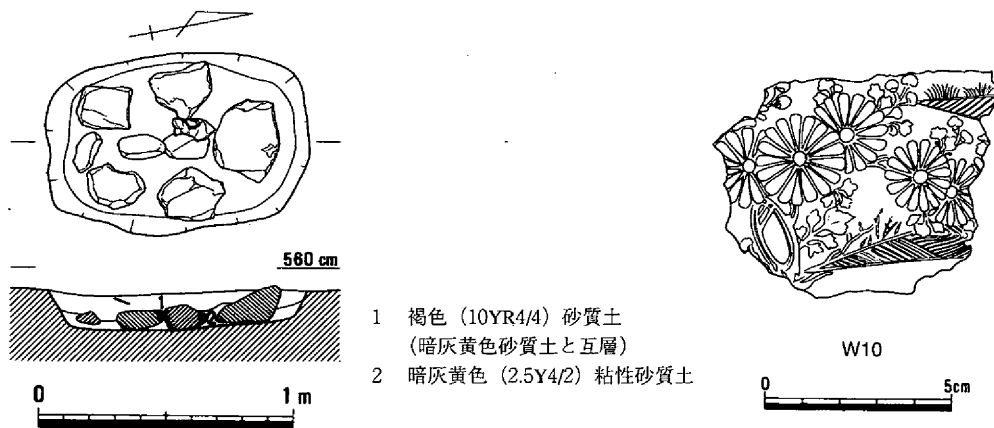 560 cm
0 1 m
1 褐色（10YR4/4）砂質土
（暗灰黄色砂質土と互層）
2 暗灰黄色（2.5Y4/2）粘性砂質土
W10
0 5cm